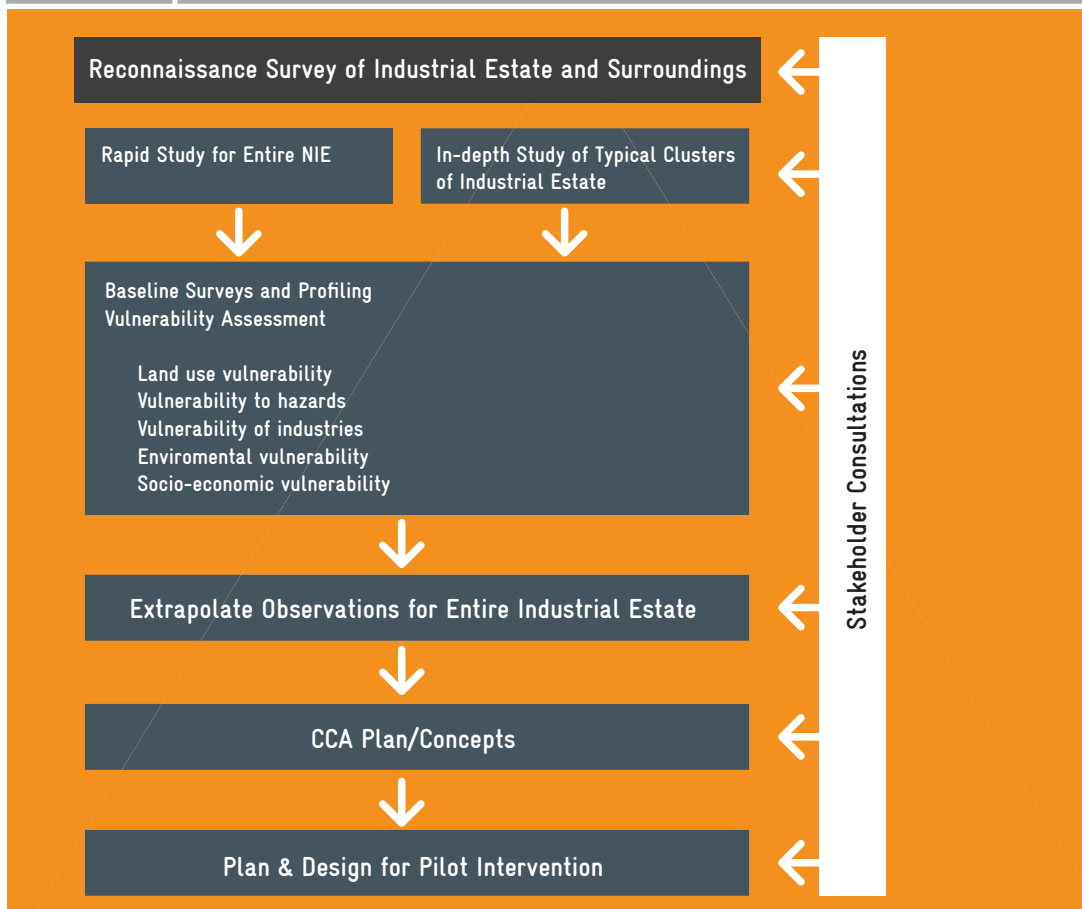 Reconnaissance Survey of Industrial Estate and Surroundings
Rapid Study for Entire NIE
In-depth Study of Typical Clusters
of Industrial Estate
Baseline Surveys and Profiling
Vulnerability Assessment
Land use vulnerability
Vulnerability to hazards
Vulnerability of industries
Enviromental vulnerability
Socio-economic vulnerability
Extrapolate Observations for Entire Industrial Estate
CCA Plan/Concepts
Plan & Design for Pilot Intervention
Stakeholder Consultations